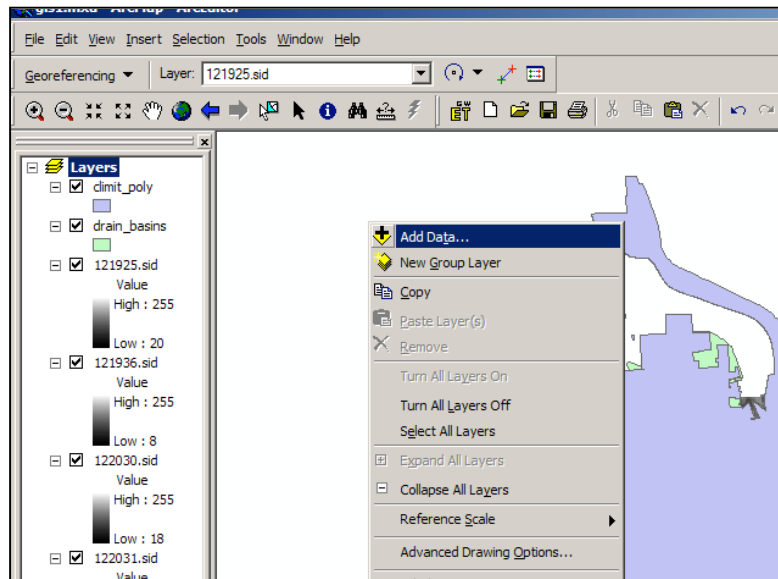 gis1.mxd - ArcMap - ArcEditor
File Edit View Insert Selection Tools Window Help
Georeferencing Layer: 121925.sid
Layers
climit_poly
drain_basins
121925.sid
Value
High : 255
Low : 20
121936.sid
Value
High : 255
Low : 8
122030.sid
Value
High : 255
Low : 18
122031.sid
Value
Add Data...
New Group Layer
Copy
Paste Layer(s)
Remove
Turn All Layers On
Turn All Layers Off
Select All Layers
Expand All Layers
Collapse All Layers
Reference Scale
Advanced Drawing Options...